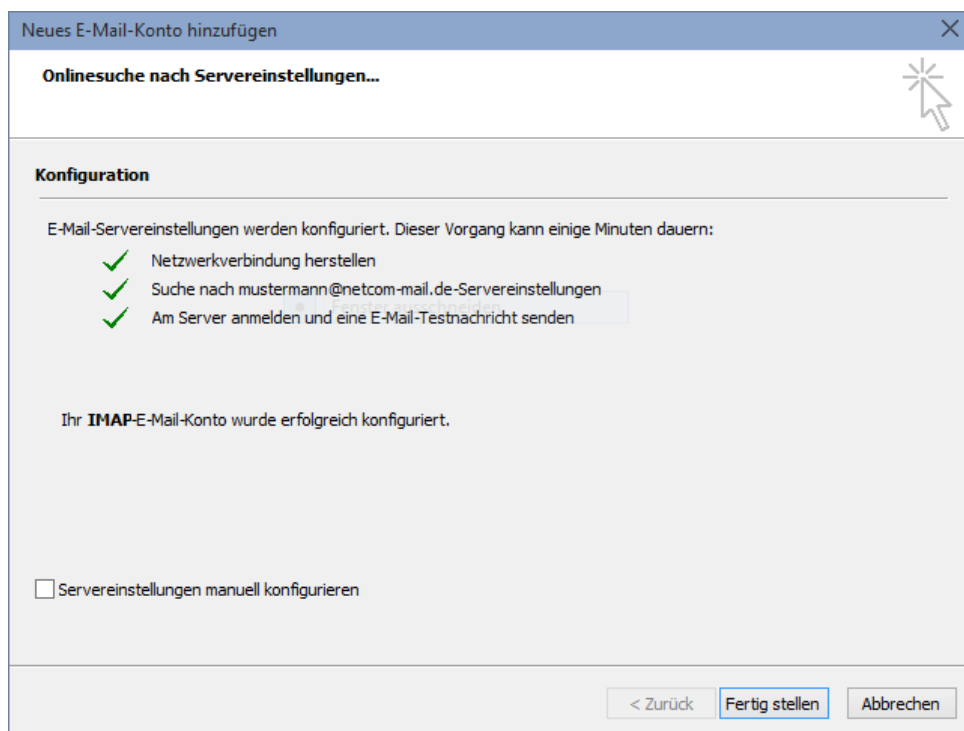 Neues E-Mail-Konto hinzufügen
Onlinesuche nach Servereinstellungen...
Konfiguration
E-Mail-Servereinstellungen werden konfiguriert. Dieser Vorgang kann einige Minuten dauern:
Netzwerkverbindung herstellen
Suche nach mustermann@netcom-mail.de-Servereinstellungen
Fenster ausschneiden
Am Server anmelden und eine E-Mail-Testnachricht senden
Ihr IMAP-E-Mail-Konto wurde erfolgreich konfiguriert.
Servereinstellungen manuell konfigurieren
< Zurück Fertig stellen Abbrechen